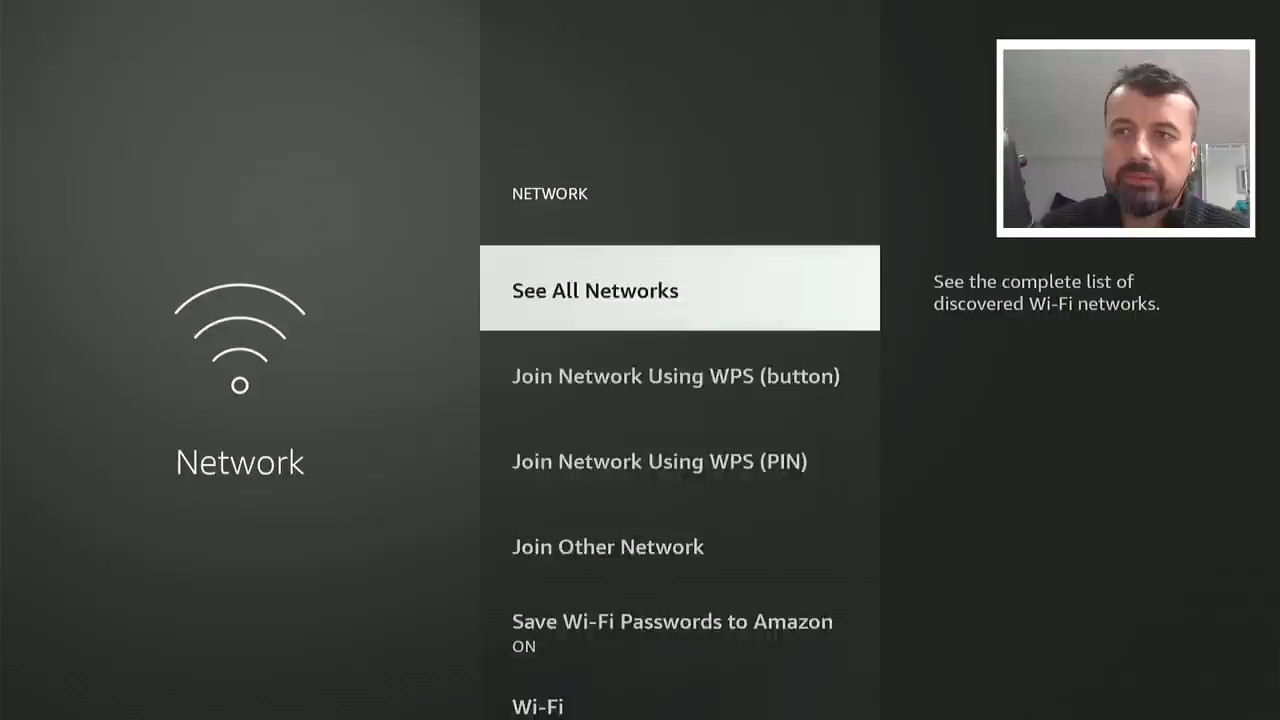 Network
NETWORK
See All Networks
Join Network Using WPS (button)
Join Network Using WPS (PIN)
Join Other Network
Save Wi-Fi Passwords to Amazon
ON
Wi-Fi
See the complete list of
discovered Wi-Fi networks.